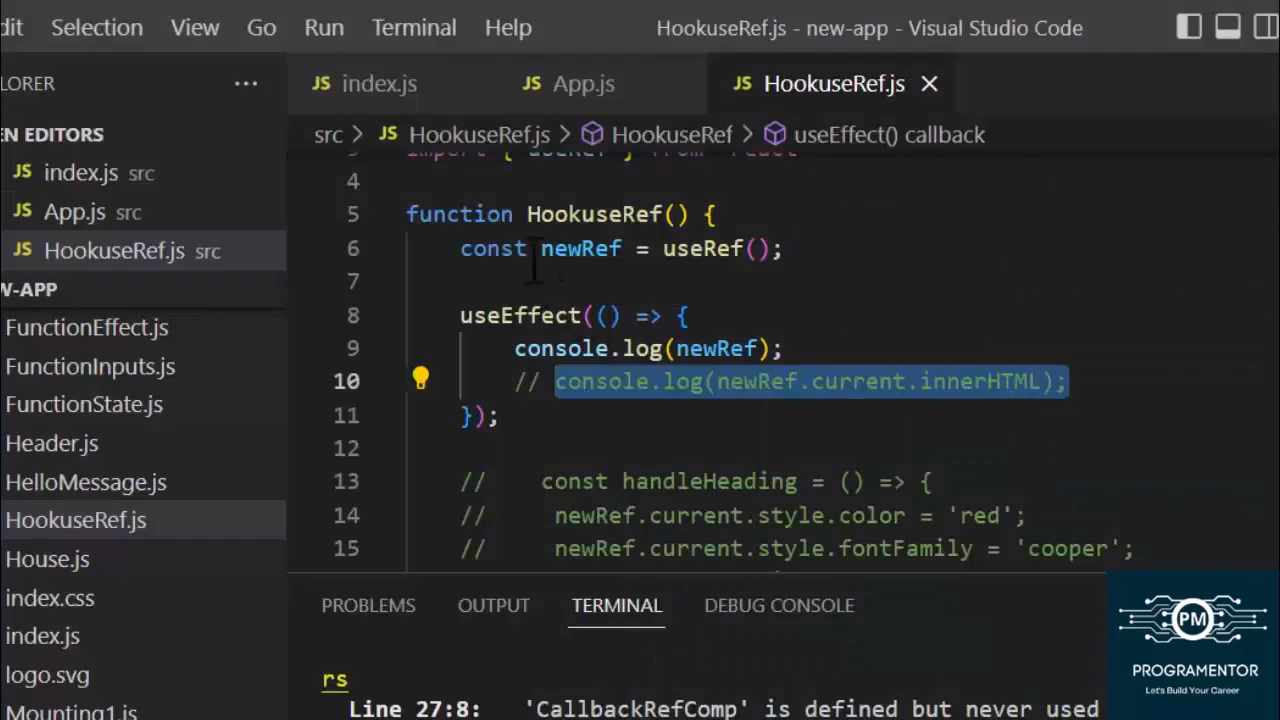 dit Selection View Go Run Terminal Help HookuseRef.js - new-app - Visual Studio Code
LORER ...
JS index.js JS App.js JS HookuseRef.js
src > JS HookuseRef.js > HookuseRef > useEffect() callback
EN EDITORS
JS index.js src
JS App.js src
JS HookuseRef.js src
W-APP
FunctionEffect.js
FunctionInputs.js
FunctionState.js
Header.js
HelloMessage.js
HookuseRef.js
House.js
index.css
index.js
logo.svg
Mounting1.js
import { useRef } from
4
5 function HookuseRef() {
6 const newRef = useRef();
7
8 useEffect(() => {
9 console.log(newRef);
10 // console.log(newRef.current.innerHTML);
11 });
12
13 // const handleHeading = () => {
14 // newRef.current.style.color = 'red';
15 // newRef.current.style.fontFamily = 'cooper';
PROBLEMS OUTPUT TERMINAL DEBUG CONSOLE
rs
Line 27:8: 'CallbackRefComp' is defined but never used
PM
PROGRAMENTOR
Let's Build Your Career